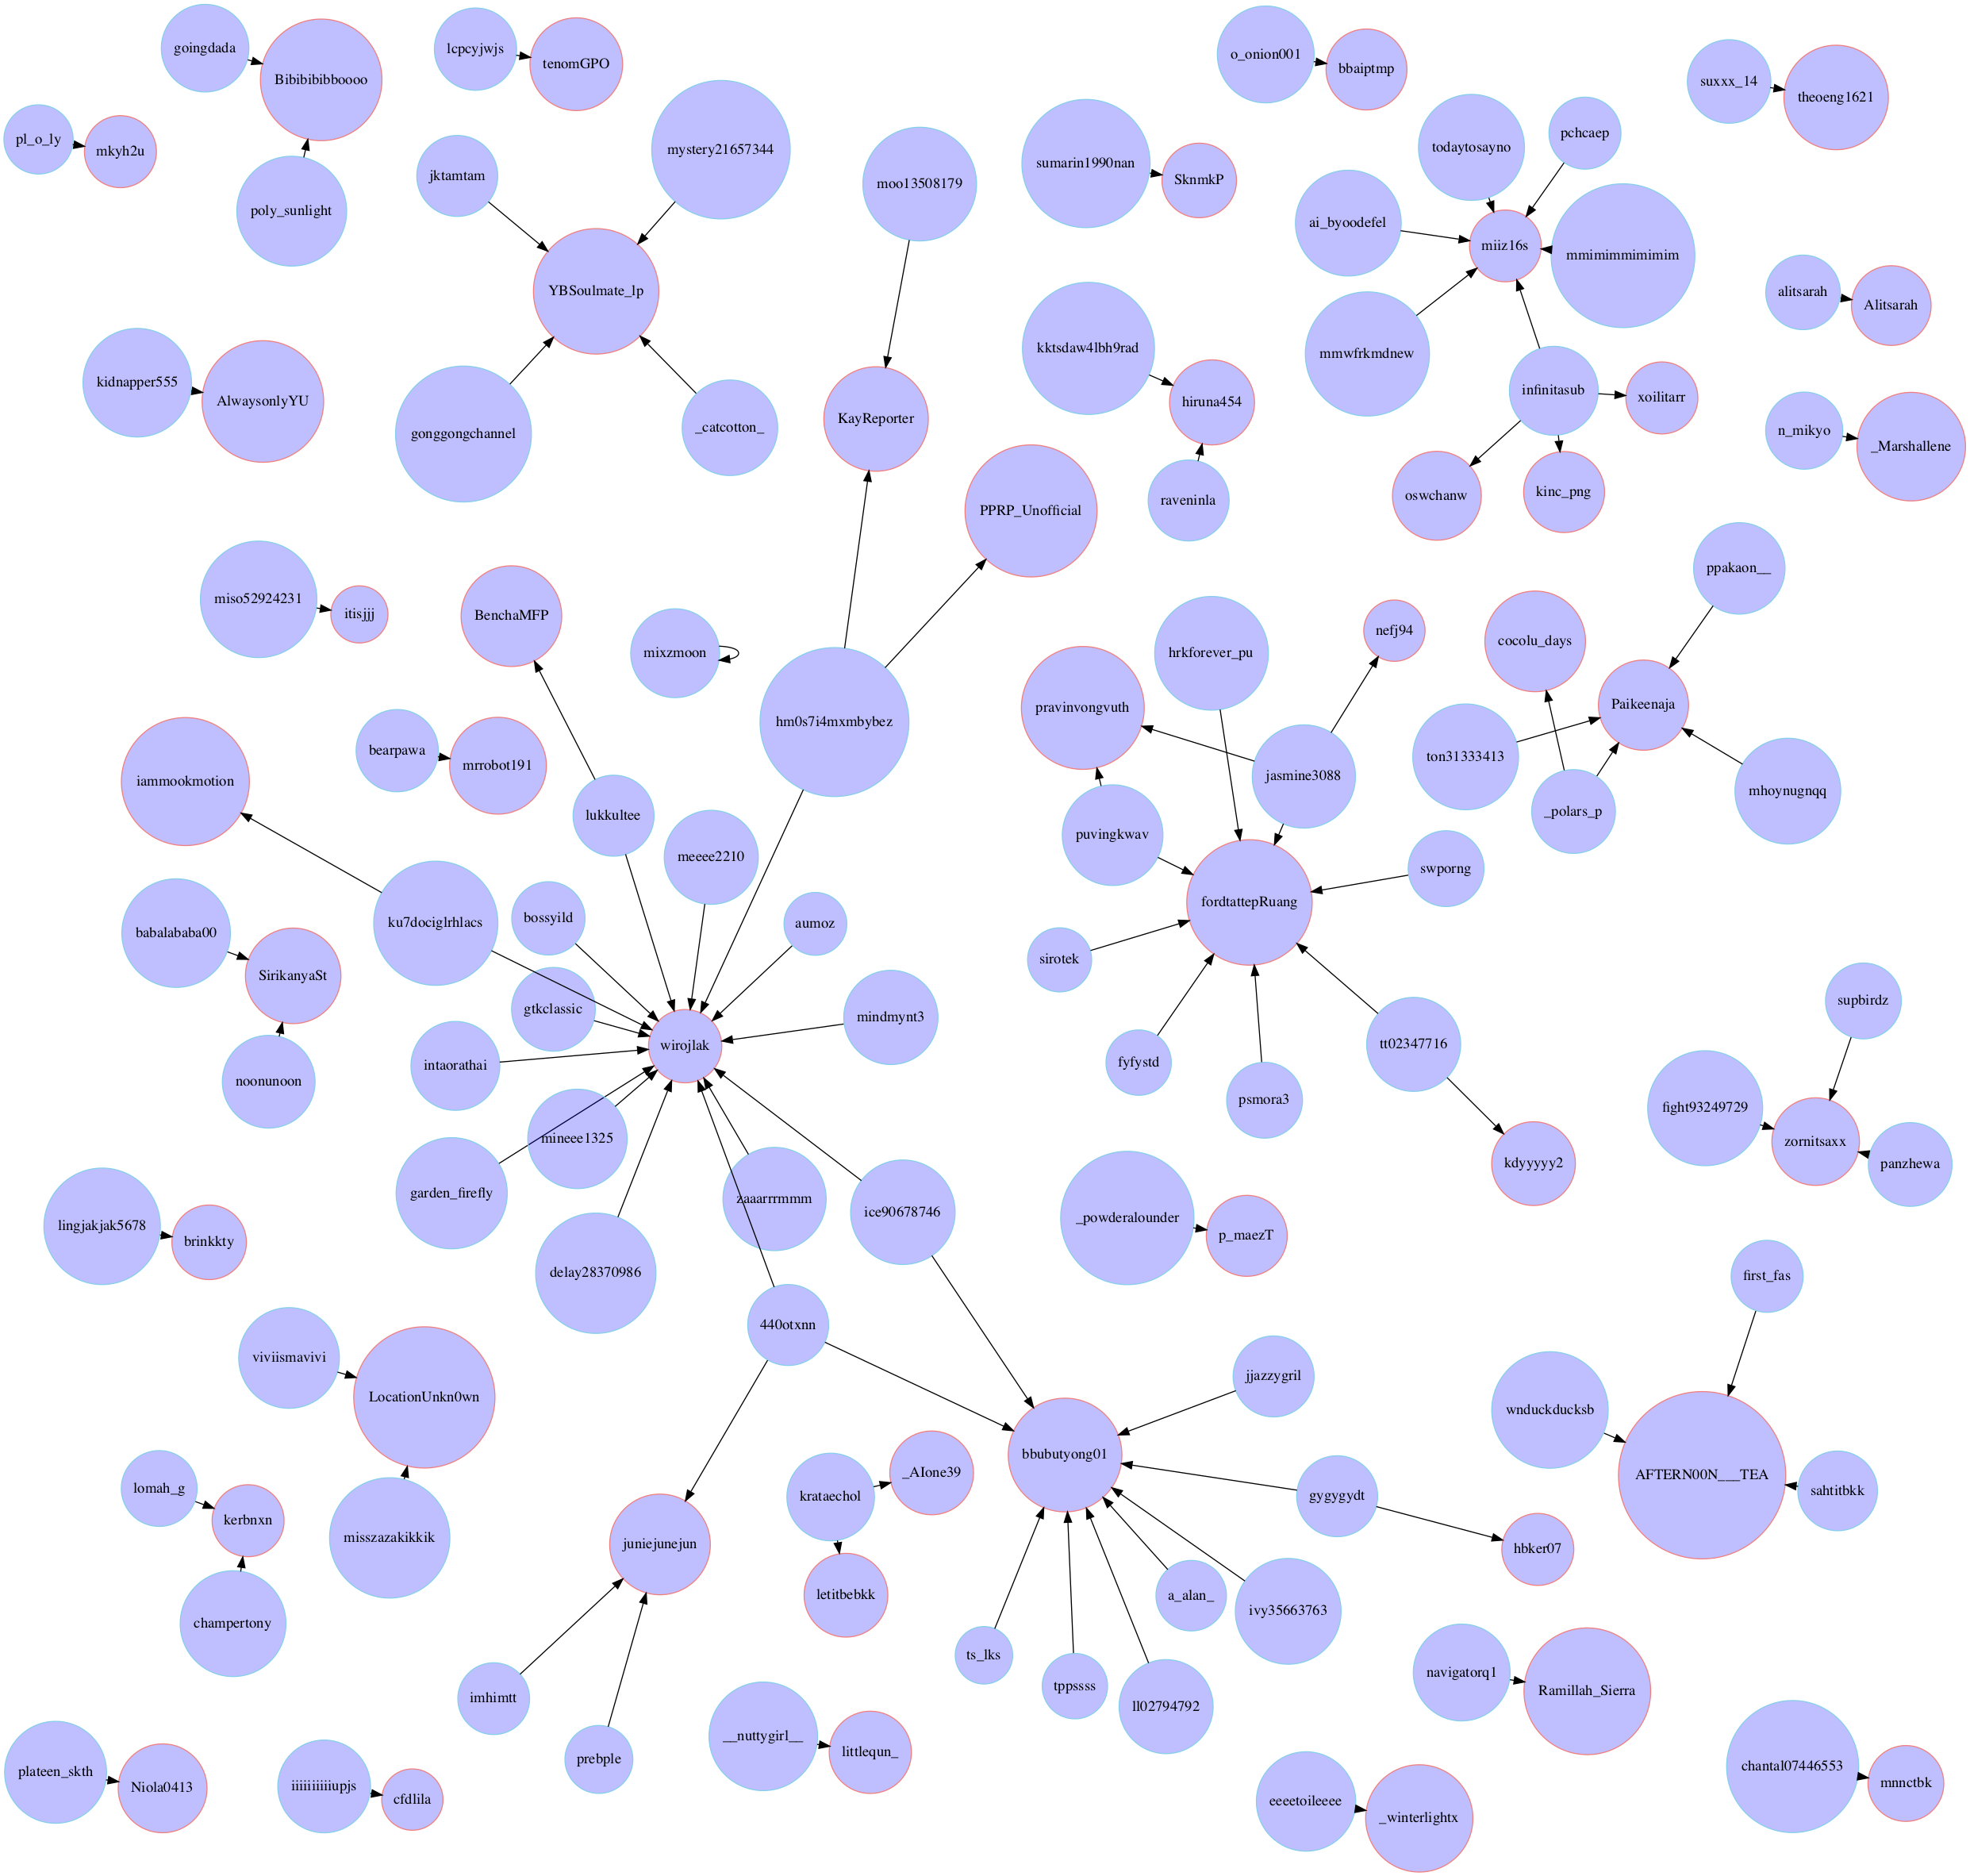 goingdada
Bibibibibboooo
lcpcyjwjs
tenomGPO
o_onion001
bbaiptmp
suxxx_14
theoeng1621
pl_o_ly
mkyh2u
poly_sunlight
jktamtam
mystery21657344
moo13508179
sumarin1990nan
SknmkP
todaytosayno
pchcaep
ai_byoodefel
miiz16s
mmimimmimimim
YBSoulmate_lp
alitsarah
Alitsarah
kidnapper555
AlwaysonlyYU
gonggongchannel
_catcotton_
KayReporter
kktsdaw4lbh9rad
hiruna454
raveninla
mmwfrkmdnew
infinitasub
xoilitarr
oswchanw
kinc_png
n_mikyo
_Marshallene
PPRP_Unofficial
miso52924231
itisjjj
BenchaMFP
mixzmoon
hm0s7i4mxmbybez
hrkforever_pu
nefj94
cocolu_days
ppakaon__
pravinvongvuth
Paikeenaja
iammookmotion
bearpawa
mrrobot191
lukkultee
jasmine3088
ton31333413
_polars_p
mhoynugnqq
puvingkwav
meeee2210
swporng
fordtattepRuang
babalababa00
ku7dociglrhlacs
bossyild
aumoz
SirikanyaSt
sirotek
gtkclassic
mindmynt3
supbirdz
wirojlak
intaorathai
fyfystd
tt02347716
noonunoon
psmora3
fight93249729
zornitsaxx
panzhewa
mineee1325
kdyyyyy2
garden_firefly
zaaarrrmmm
ice90678746
_powderalounder
p_maezT
lingjakjak5678
brinkkty
delay28370986
first_fas
440otxnn
viviismavivi
LocationUnkn0wn
jjazzygril
wnduckducksb
bbubutyong01
AFTERN00N___TEA
sahtitbkk
lomah_g
kerbnxn
krataechol
_AIone39
gygygydt
misszazakikkik
juniejunejun
hbker07
letitbebkk
a_alan_
ivy35663763
champertony
ts_lks
tppssss
ll02794792
navigatorq1
Ramillah_Sierra
imhimtt
prebple
__nuttygirl__
littlequn_
plateen_skth
Niola0413
iiiiiiiiiiupjs
cfdlila
eeeetoileeee
_winterlightx
chantal07446553
mnnctbk